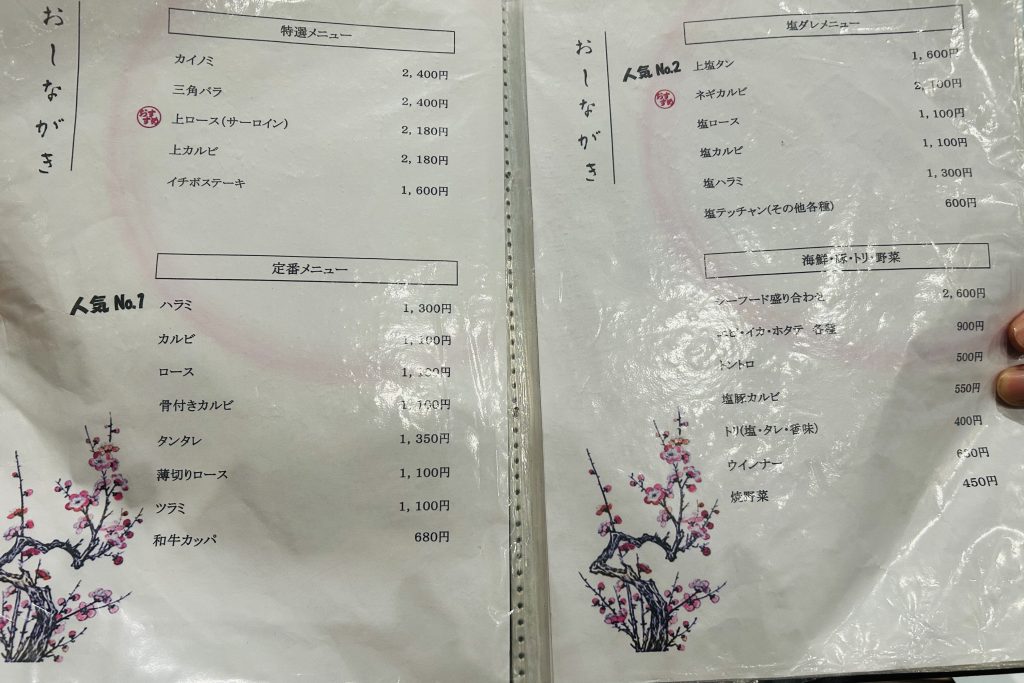 おしながき
特選メニュー
カイノミ 2,400円
三角バラ 2,400円
おすすめ 上ロース(サーロイン) 2,180円
上カルビ 2,180円
イチボステーキ 1,600円
定番メニュー
人気No.1 ハラミ 1,300円
カルビ 1,100円
ロース
骨付きカルビ
タンタレ 1,350円
薄切りロース 1,100円
ツラミ 1,100円
和牛カッパ 680円
おしながき
塩ダレメニュー
人気No.2 上塩タン 1,600円
おすすめ ネギカルビ
塩ロース 1,100円
塩カルビ 1,100円
塩ハラミ 1,300円
塩テッチャン(その他各種) 600円
海鮮・豚・トリ・野菜
シーフード盛り合わせ 2,600円
エビ・イカ・ホタテ 各種 900円
トントロ 500円
塩豚カルビ 550円
トリ(塩・タレ・香味) 400円
ウインナー
焼野菜 450円